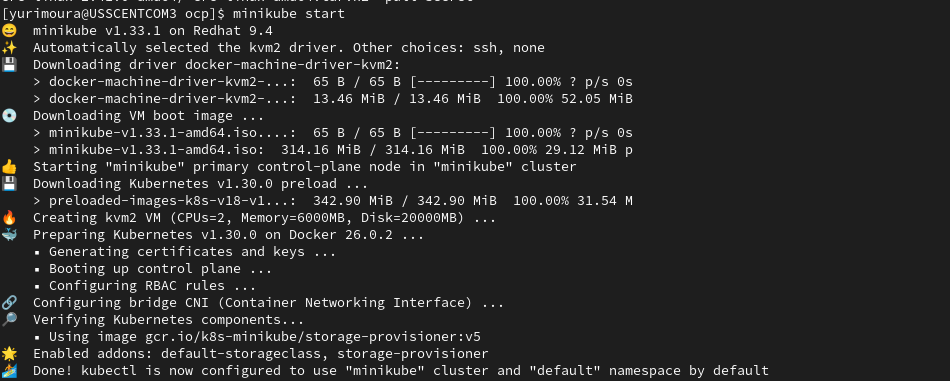 [yurimoura@USSCENTCOM3 ocp]$ minikube start
😄  minikube v1.33.1 on Redhat 9.4
✨  Automatically selected the kvm2 driver. Other choices: ssh, none
💾  Downloading driver docker-machine-driver-kvm2:
    > docker-machine-driver-kvm2-...:  65 B / 65 B [---------] 100.00% ? p/s 0s
    > docker-machine-driver-kvm2-...:  13.46 MiB / 13.46 MiB  100.00% 52.05 MiB
💿  Downloading VM boot image ...
    > minikube-v1.33.1-amd64.iso....:  65 B / 65 B [---------] 100.00% ? p/s 0s
    > minikube-v1.33.1-amd64.iso:  314.16 MiB / 314.16 MiB  100.00% 29.12 MiB p
👍  Starting "minikube" primary control-plane node in "minikube" cluster
💾  Downloading Kubernetes v1.30.0 preload ...
    > preloaded-images-k8s-v18-v1...:  342.90 MiB / 342.90 MiB  100.00% 31.54 M
🔥  Creating kvm2 VM (CPUs=2, Memory=6000MB, Disk=20000MB) ...
🐳  Preparing Kubernetes v1.30.0 on Docker 26.0.2 ...
    ▪ Generating certificates and keys ...
    ▪ Booting up control plane ...
    ▪ Configuring RBAC rules ...
🔗  Configuring bridge CNI (Container Networking Interface) ...
🔎  Verifying Kubernetes components...
    ▪ Using image gcr.io/k8s-minikube/storage-provisioner:v5
🌟  Enabled addons: default-storageclass, storage-provisioner
🏄  Done! kubectl is now configured to use "minikube" cluster and "default" namespace by default